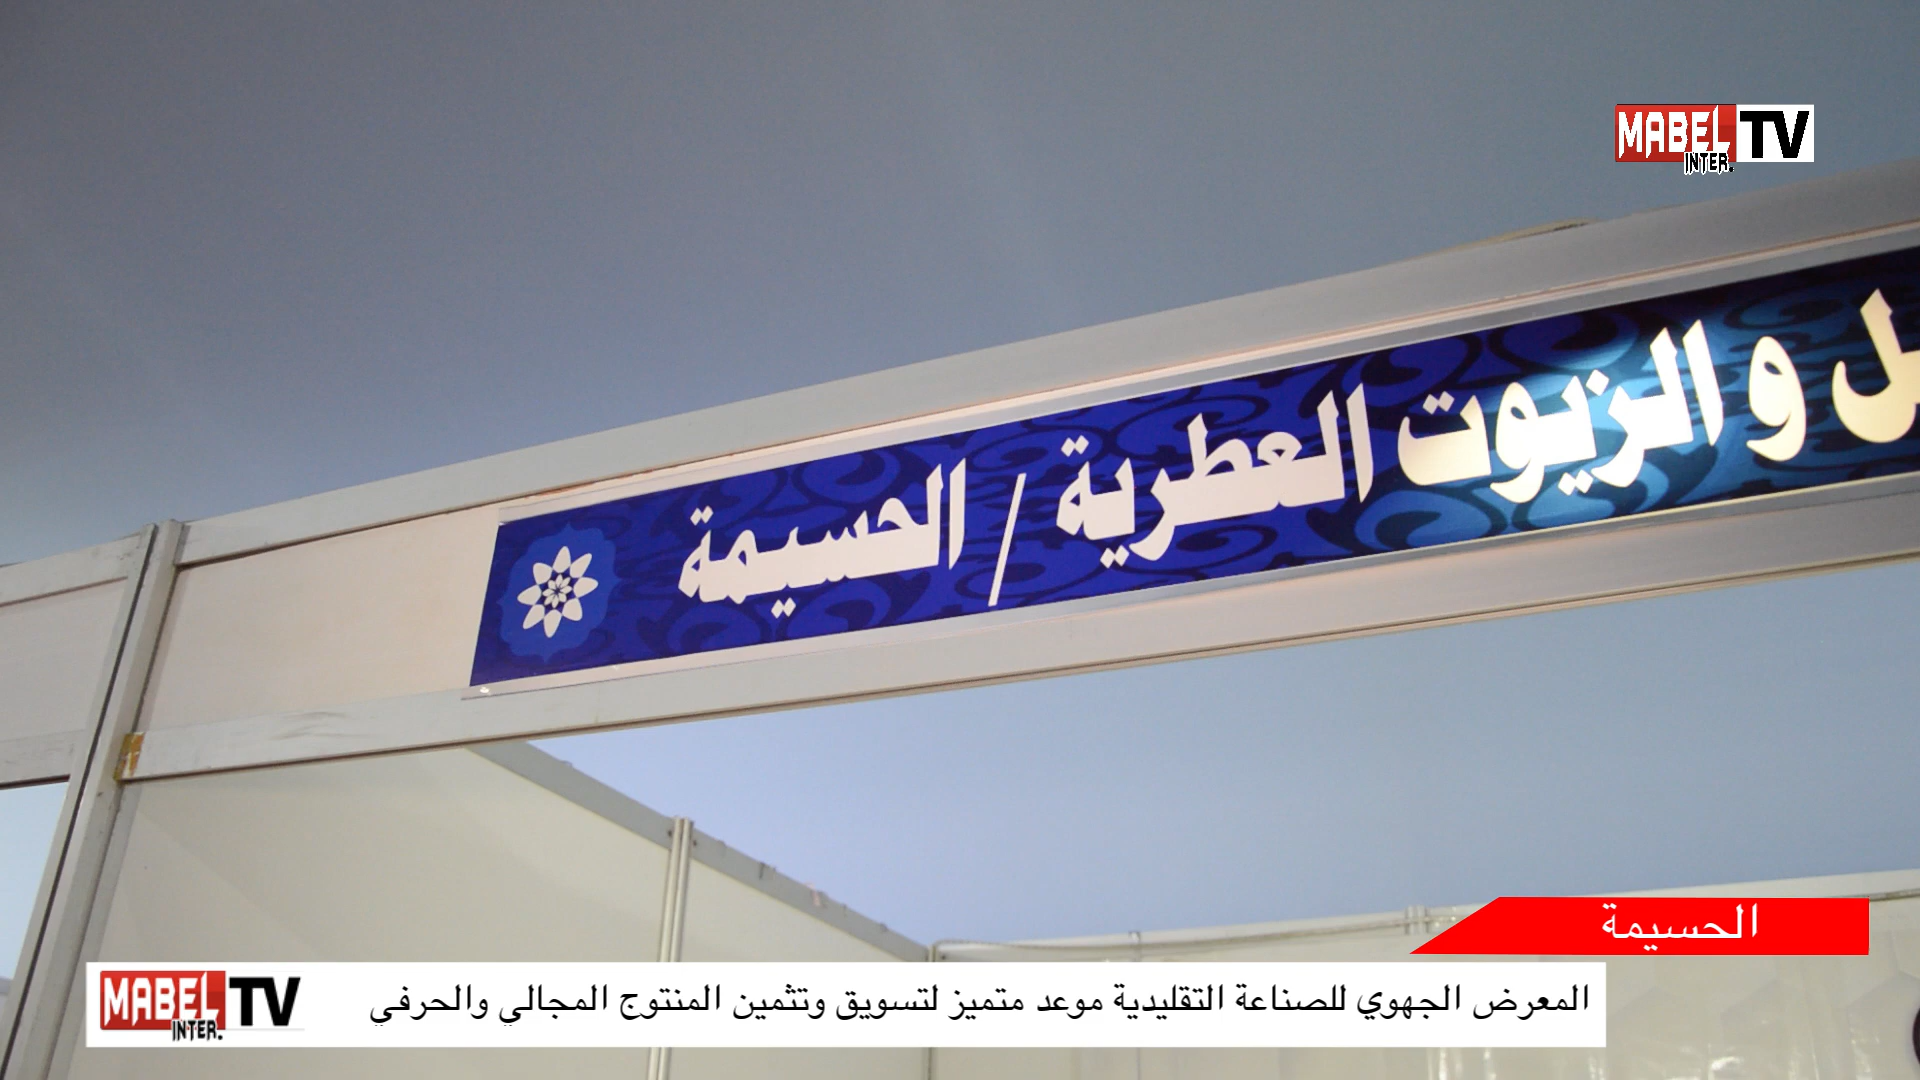 MABEL TV
INTER.
والزيوت العطرية / الحسيمة
الحسيمة
المعرض الجهوي للصناعة التقليدية موعد متميز لتسويق وتثمين المنتوج المجالي والحرفي
MABEL TV
INTER.